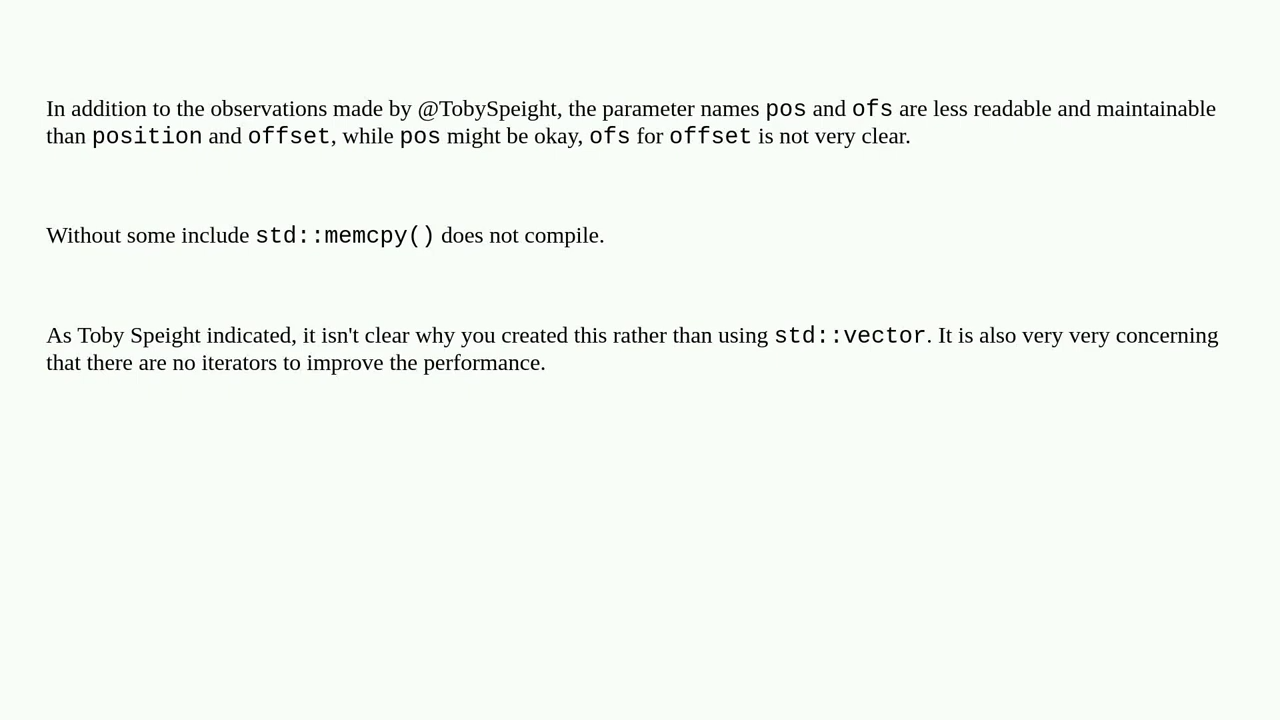 In addition to the observations made by @TobySpeight, the parameter names pos and ofs are less readable and maintainable
than position and offset, while pos might be okay, ofs for offset is not very clear.
Without some include std::memcpy() does not compile.
As Toby Speight indicated, it isn't clear why you created this rather than using std::vector. It is also very very concerning
that there are no iterators to improve the performance.